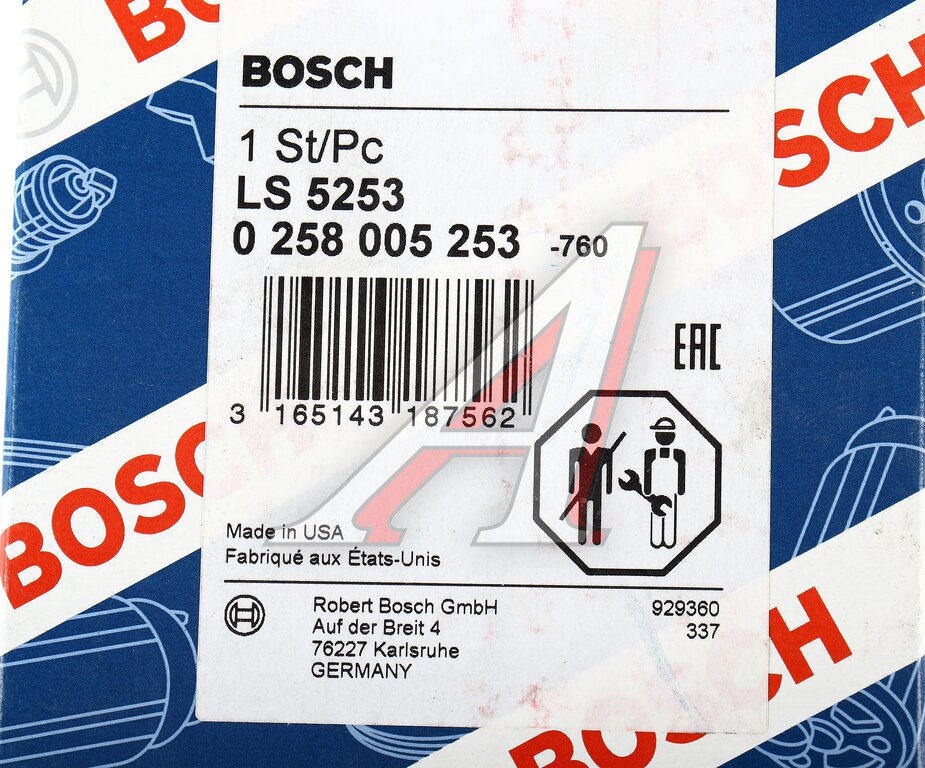 BOSCH
1 St/Pc
LS 5253
0 258 005 253 -760
3 165143 187562
EAC
Made in USA
Fabriqué aux États-Unis
Robert Bosch GmbH
Auf der Breit 4
76227 Karlsruhe
GERMANY
929360
337
BOSCH
BOSCH
BOSCH